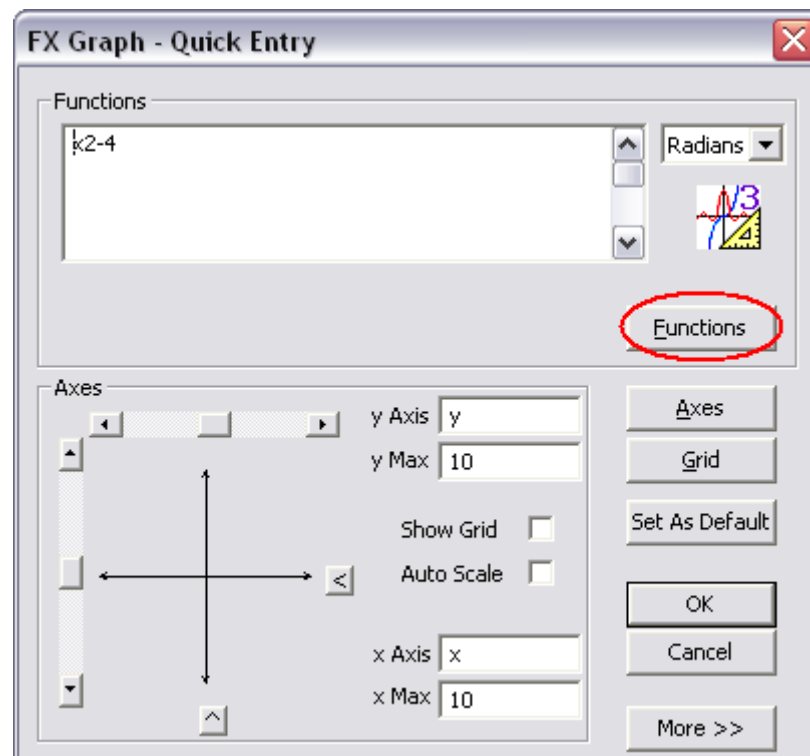 FX Graph - Quick Entry
Functions
x2-4
Radians
3
Functions
Axes
y Axis y
y Max 10
Show Grid
Auto Scale
x Axis x
x Max 10
Axes
Grid
Set As Default
OK
Cancel
More >>